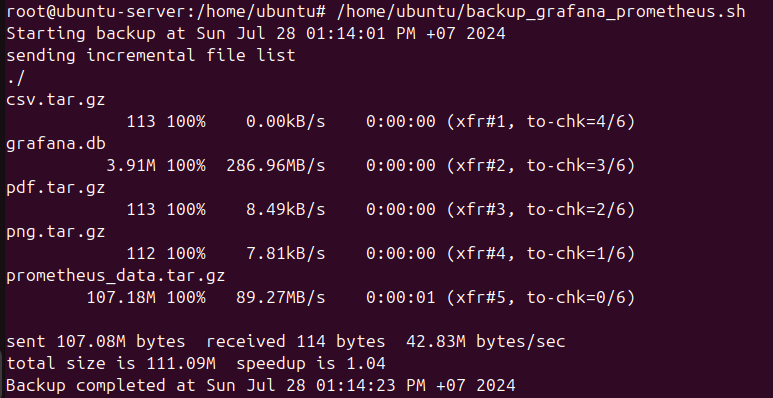 root@ubuntu-server:/home/ubuntu# /home/ubuntu/backup_grafana_prometheus.sh
Starting backup at Sun Jul 28 01:14:01 PM +07 2024
sending incremental file list
./
csv.tar.gz
            113 100%    0.00kB/s    0:00:00 (xfr#1, to-chk=4/6)
grafana.db
          3.91M 100%  286.96MB/s    0:00:00 (xfr#2, to-chk=3/6)
pdf.tar.gz
            113 100%    8.49kB/s    0:00:00 (xfr#3, to-chk=2/6)
png.tar.gz
            112 100%    7.81kB/s    0:00:00 (xfr#4, to-chk=1/6)
prometheus_data.tar.gz
        107.18M 100%   89.27MB/s    0:00:01 (xfr#5, to-chk=0/6)
sent 107.08M bytes  received 114 bytes  42.83M bytes/sec
total size is 111.09M  speedup is 1.04
Backup completed at Sun Jul 28 01:14:23 PM +07 2024